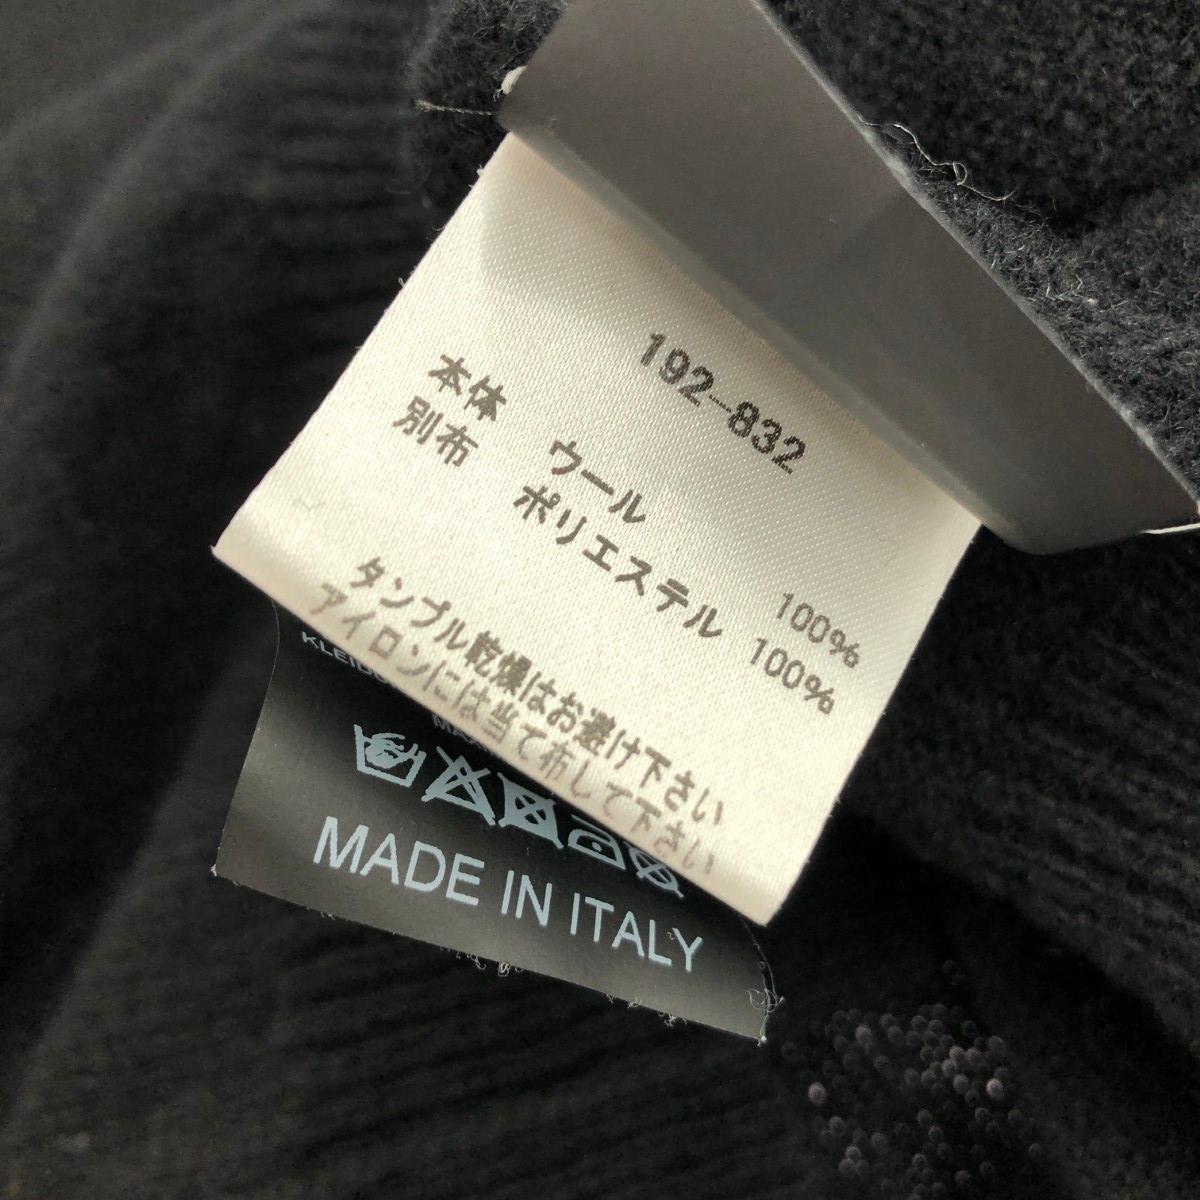 192-832
本体 ウール 100%
別布 ポリエステル 100%
タンブル乾燥はお避け下さい
アイロンには当て布して下さい
MADE IN ITALY